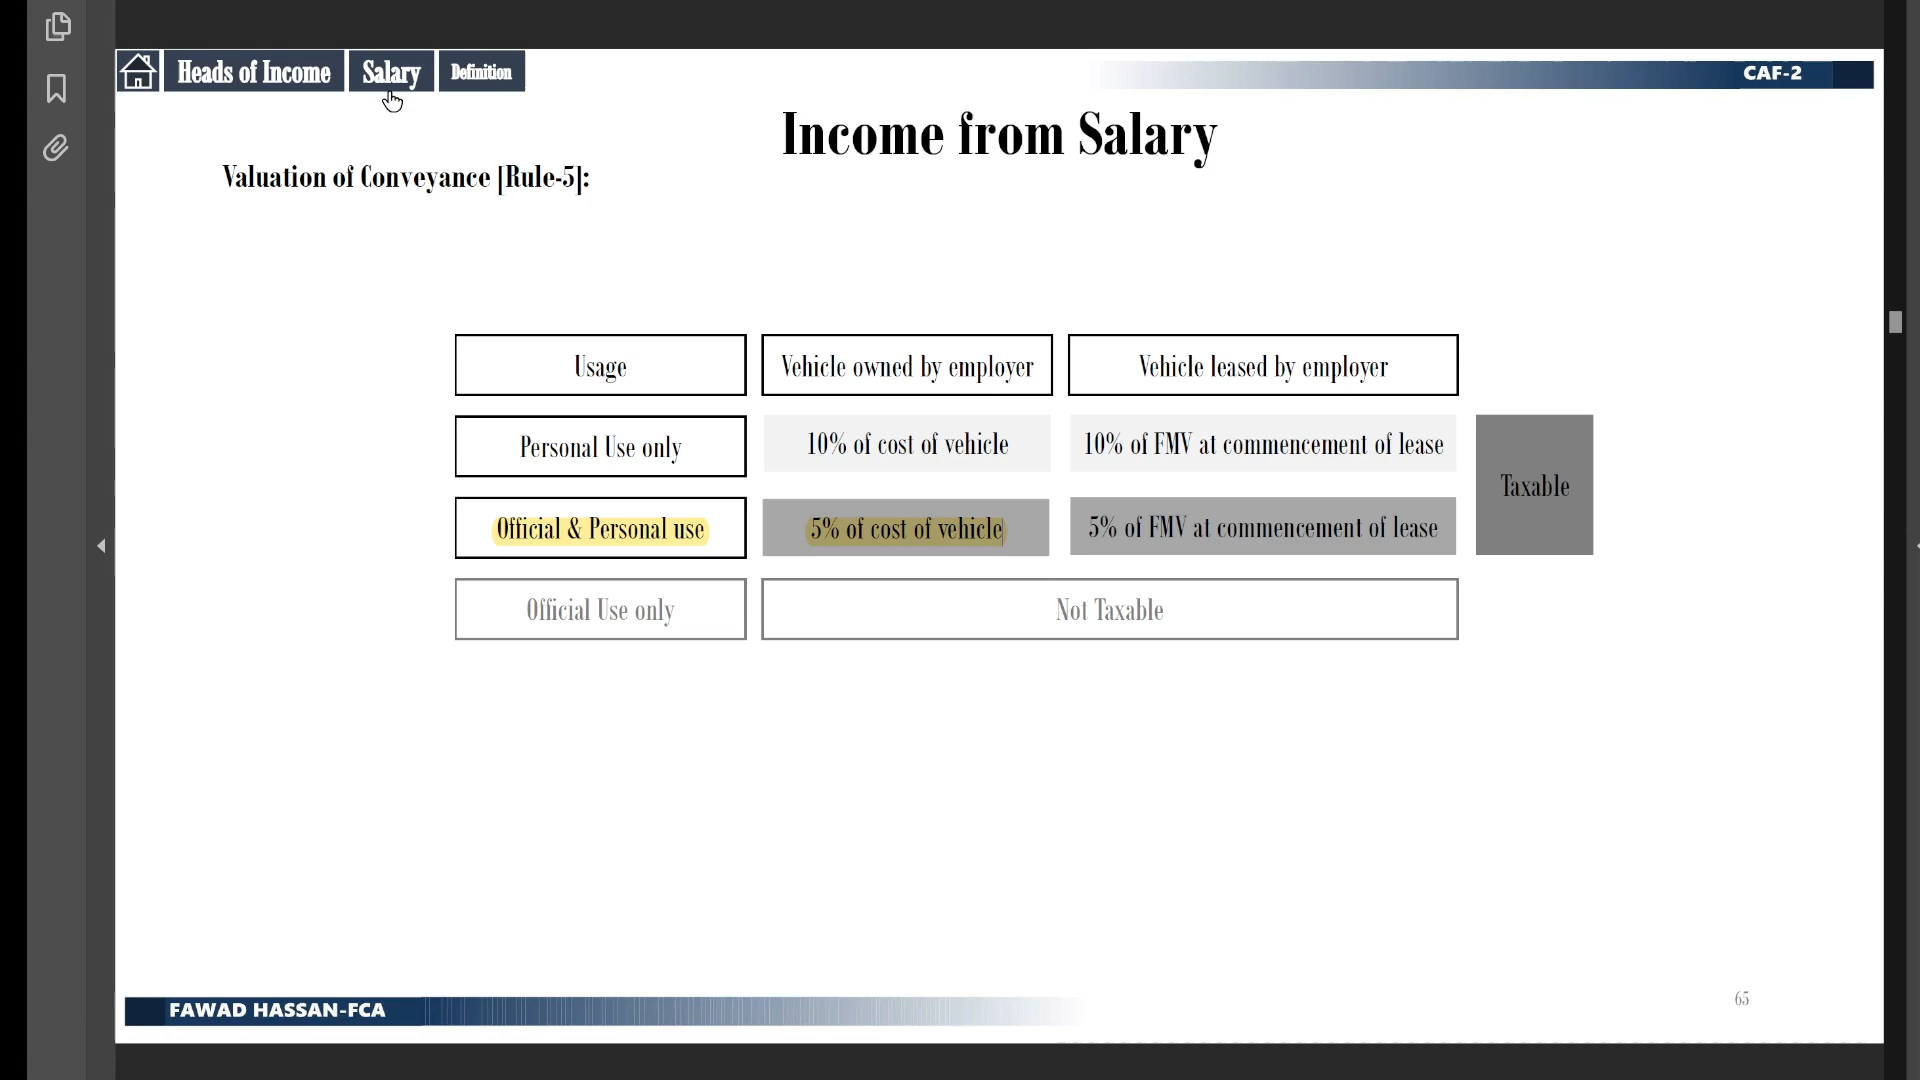 Heads of Income Salary Definition
CAF-2
Income from Salary
Valuation of Conveyance [Rule-5]:
Usage Vehicle owned by employer Vehicle leased by employer
Personal Use only 10% of cost of vehicle 10% of FMV at commencement of lease
Taxable
Official & Personal use 5% of cost of vehicle 5% of FMV at commencement of lease
Official Use only Not Taxable
65
FAWAD HASSAN-FCA